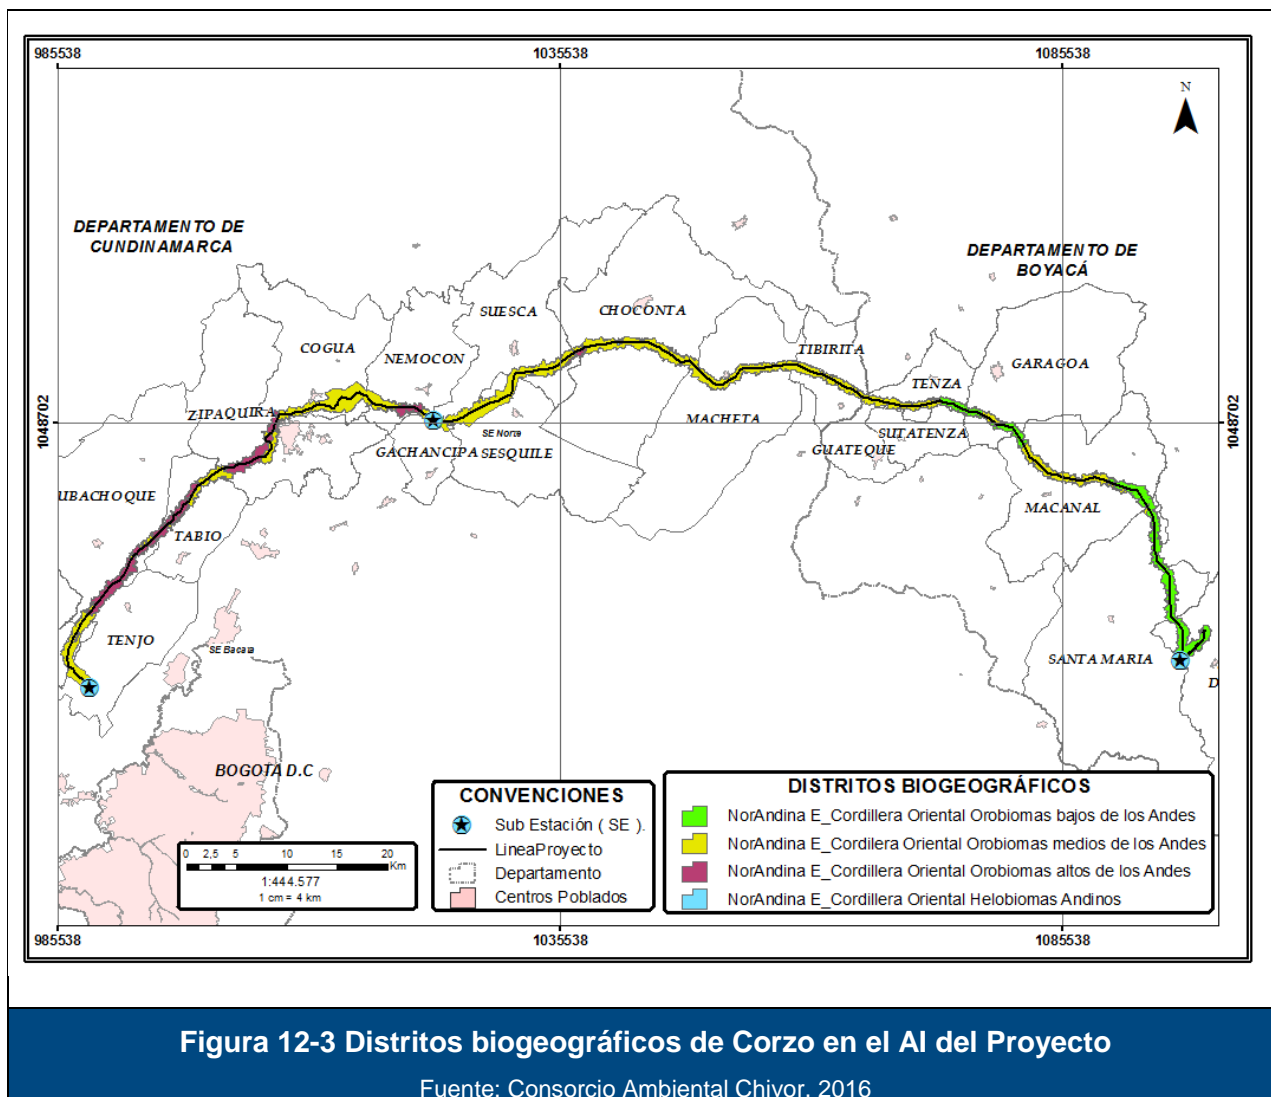 985538
1035538
1085538
N
DEPARTAMENTO DE
CUNDINAMARCA
DEPARTAMENTO DE
BOYACÁ
SUESCA
CHOCONTA
COGUA
NEMOCON
TIBIRITA
GARAGOA
TENZA
ZIPAQUIRA
MACHETA
1048702
1048702
SE Norte
SUTATENZA
GACHANCIPA
SESQUILE
GUATEQUE
UBACHOQUE
MACANAL
TABIO
TENJO
SE Bacata
SANTA MARIA
D
BOGOTA D.C
CONVENCIONES
Sub Estación ( SE ).
LineaProyecto
Departamento
Centros Poblados
DISTRITOS BIOGEOGRÁFICOS
NorAndina E_Cordillera Oriental Orobiomas bajos de los Andes
NorAndina E_Cordilera Oriental Orobiomas medios de los Andes
NorAndina E_Cordillera Oriental Orobiomas altos de los Andes
NorAndina E_Cordillera Oriental Helobiomas Andinos
0 2,5 5 10 15 20
Km
1:444.577
1 cm = 4 km
985538
1035538
1085538
Figura 12-3 Distritos biogeográficos de Corzo en el AI del Proyecto
Fuente: Consorcio Ambiental Chivor, 2016